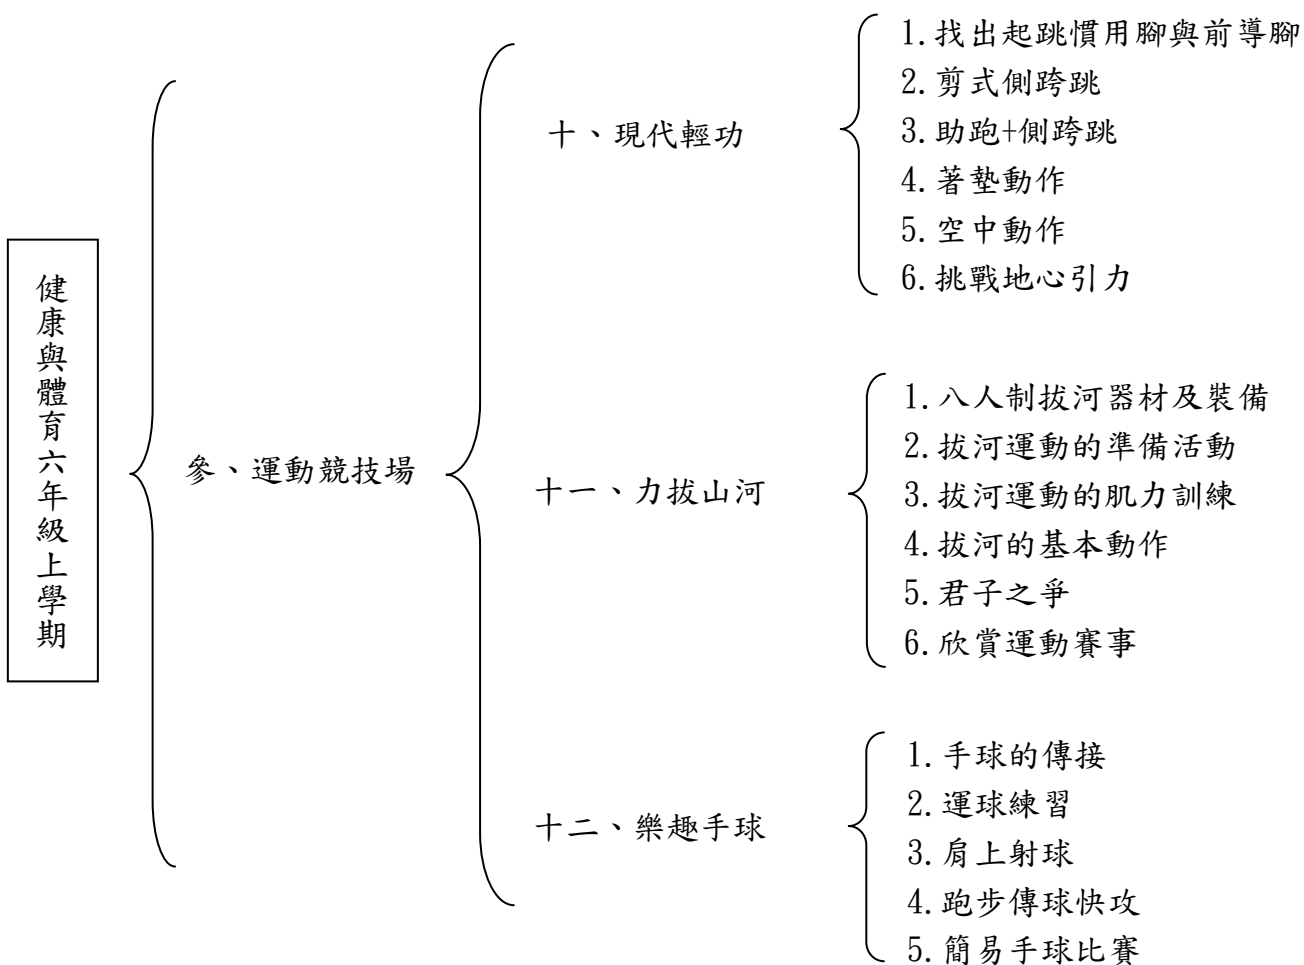 健康與體育六年級上學期
參、運動競技場
十、現代輕功
1.找出起跳慣用腳與前導腳
2.剪式側跨跳
3.助跑+側跨跳
4.著墊動作
5.空中動作
6.挑戰地心引力
十一、力拔山河
1.八人制拔河器材及裝備
2.拔河運動的準備活動
3.拔河運動的肌力訓練
4.拔河的基本動作
5.君子之爭
6.欣賞運動賽事
十二、樂趣手球
1.手球的傳接
2.運球練習
3.肩上射球
4.跑步傳球快攻
5.簡易手球比賽